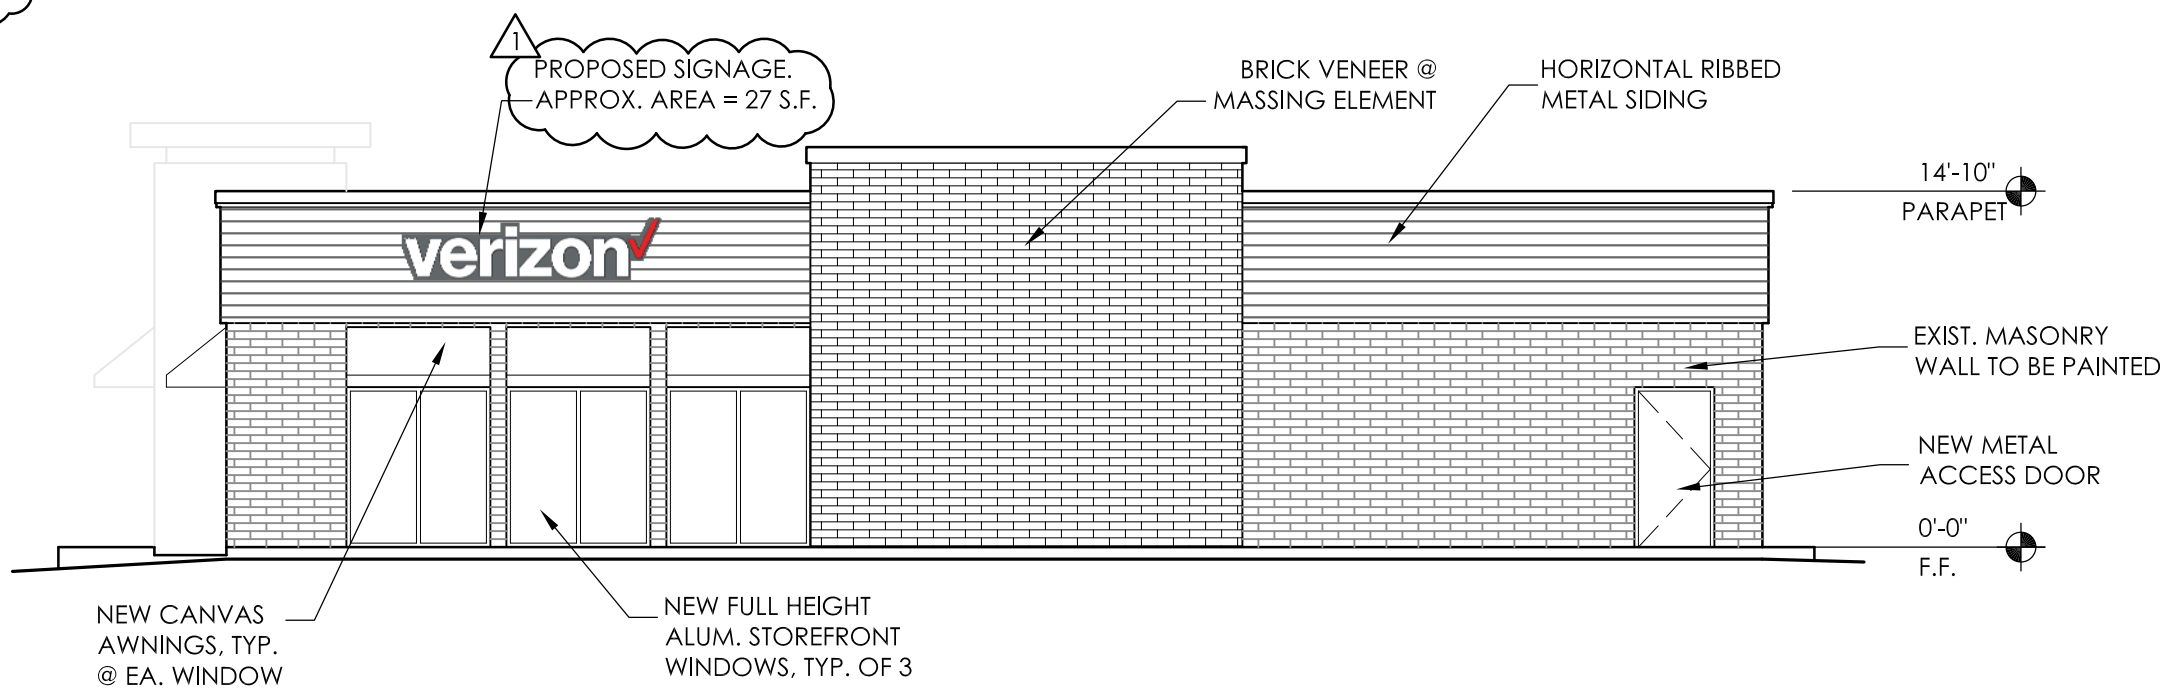 1
PROPOSED SIGNAGE.
APPROX. AREA = 27 S.F.
BRICK VENEER @
MASSING ELEMENT
HORIZONTAL RIBBED
METAL SIDING
14'-10"
PARAPET
verizon
EXIST. MASONRY
WALL TO BE PAINTED
NEW METAL
ACCESS DOOR
0'-0"
F.F.
NEW CANVAS
AWNINGS, TYP.
@ EA. WINDOW
NEW FULL HEIGHT
ALUM. STOREFRONT
WINDOWS, TYP. OF 3